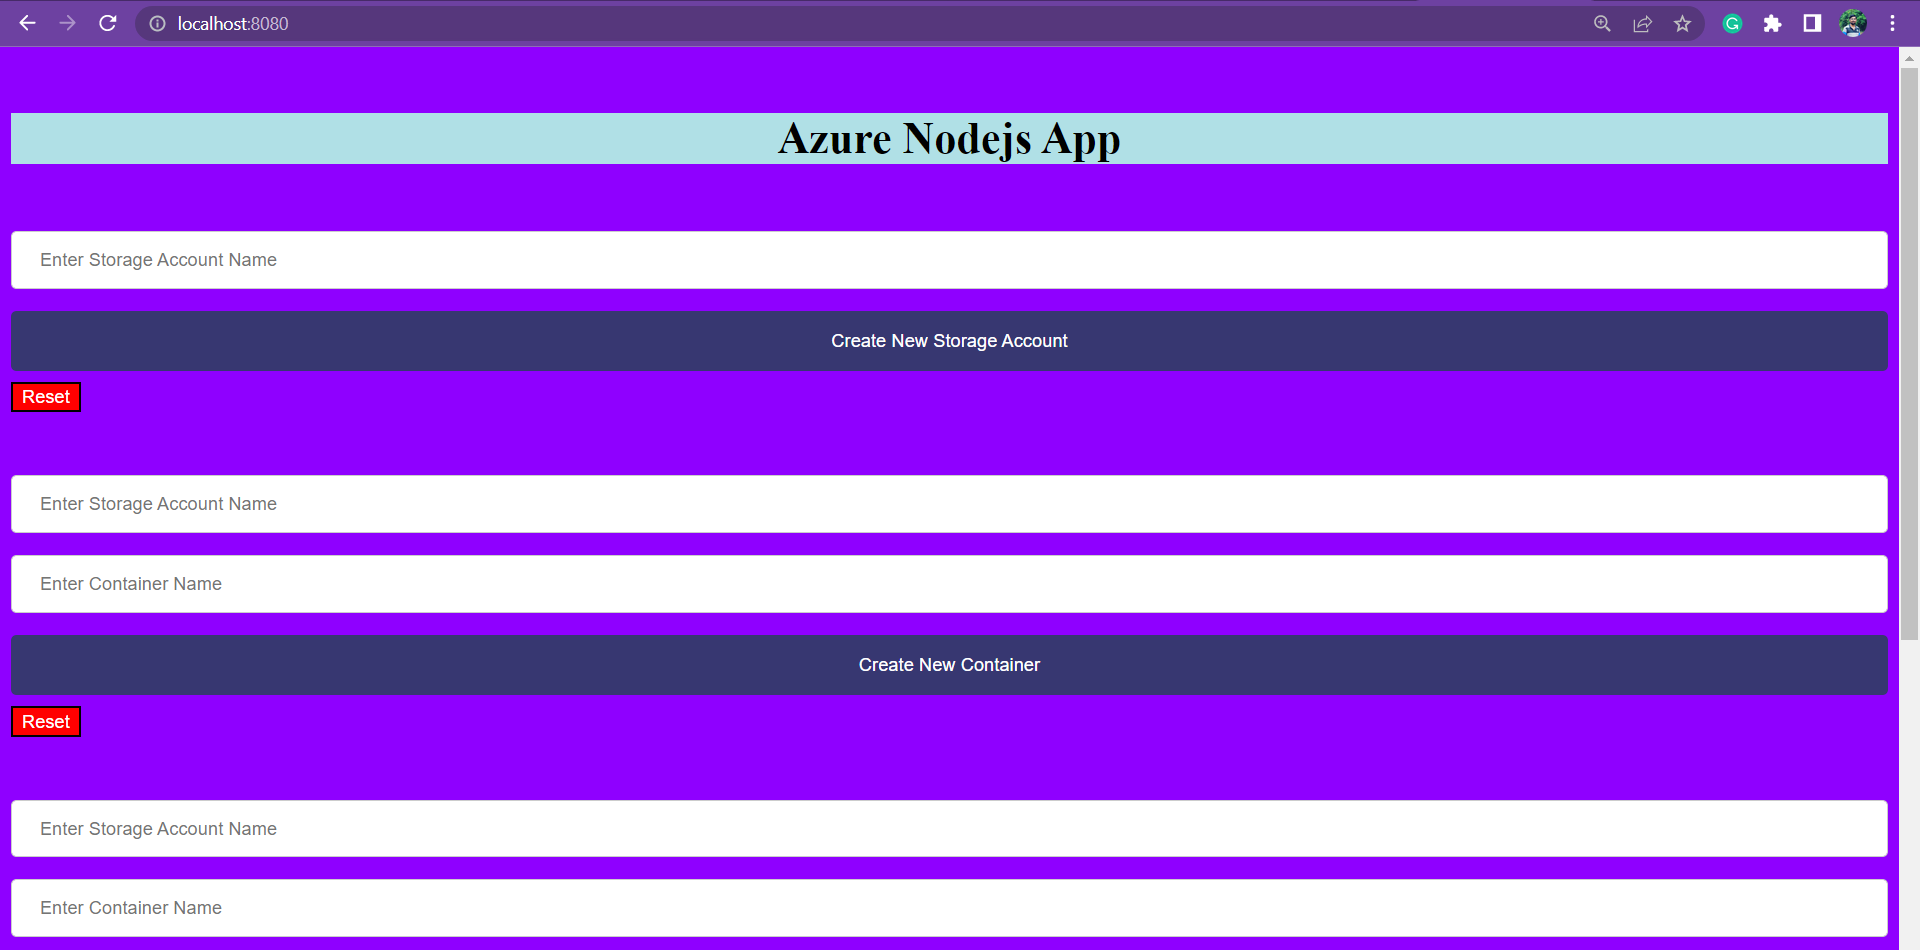 localhost:8080
Azure Nodejs App
Enter Storage Account Name
Create New Storage Account
Reset
Enter Storage Account Name
Enter Container Name
Create New Container
Reset
Enter Storage Account Name
Enter Container Name